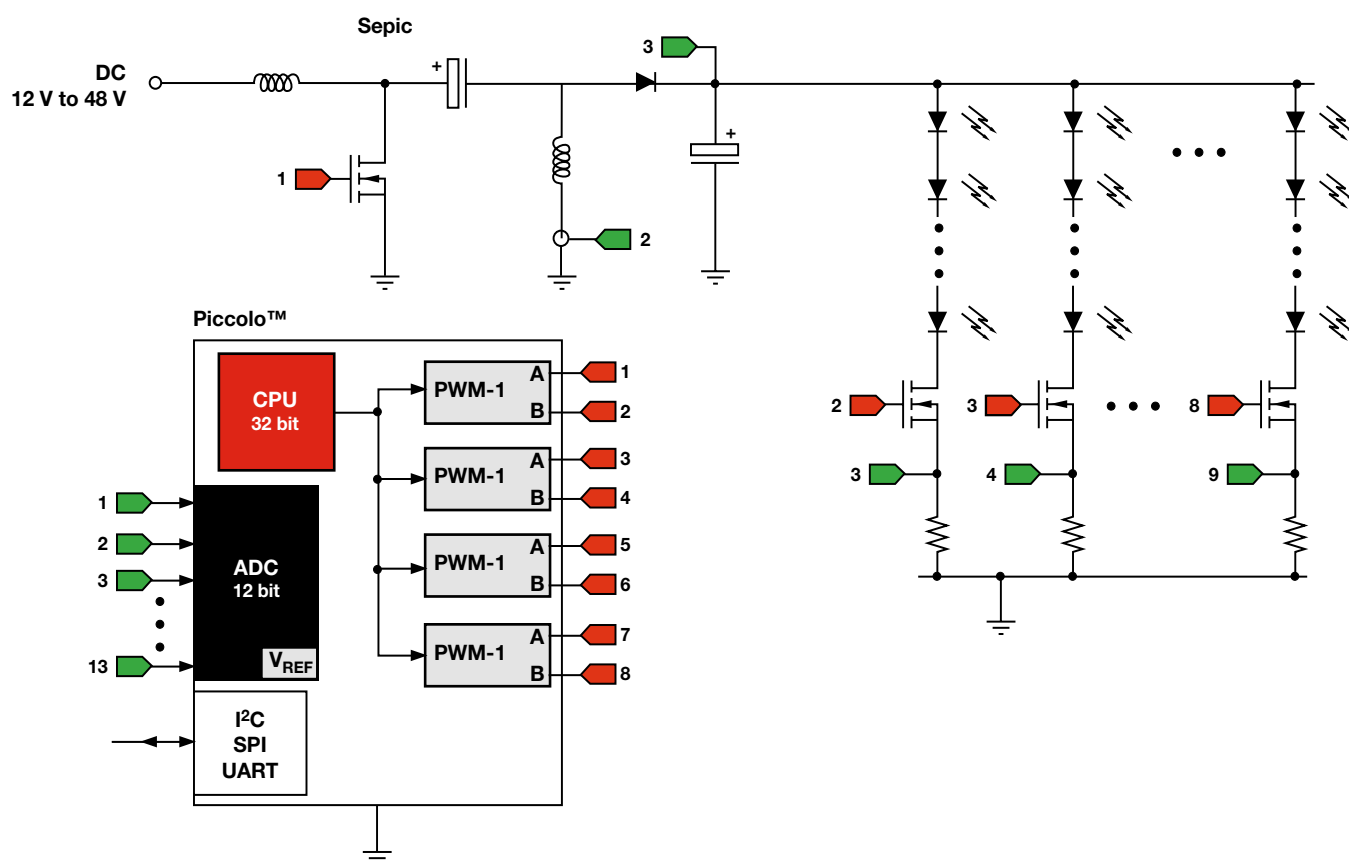 Sepic
DC
12 V to 48 V
+
3
+
1
2
Piccolo™
CPU
32 bit
PWM-1
A
1
B
2
PWM-1
A
3
B
4
PWM-1
A
5
B
6
PWM-1
A
7
B
8
1
2
3
13
ADC
12 bit
VREF
I²C
SPI
UART
2
3
8
3
4
9